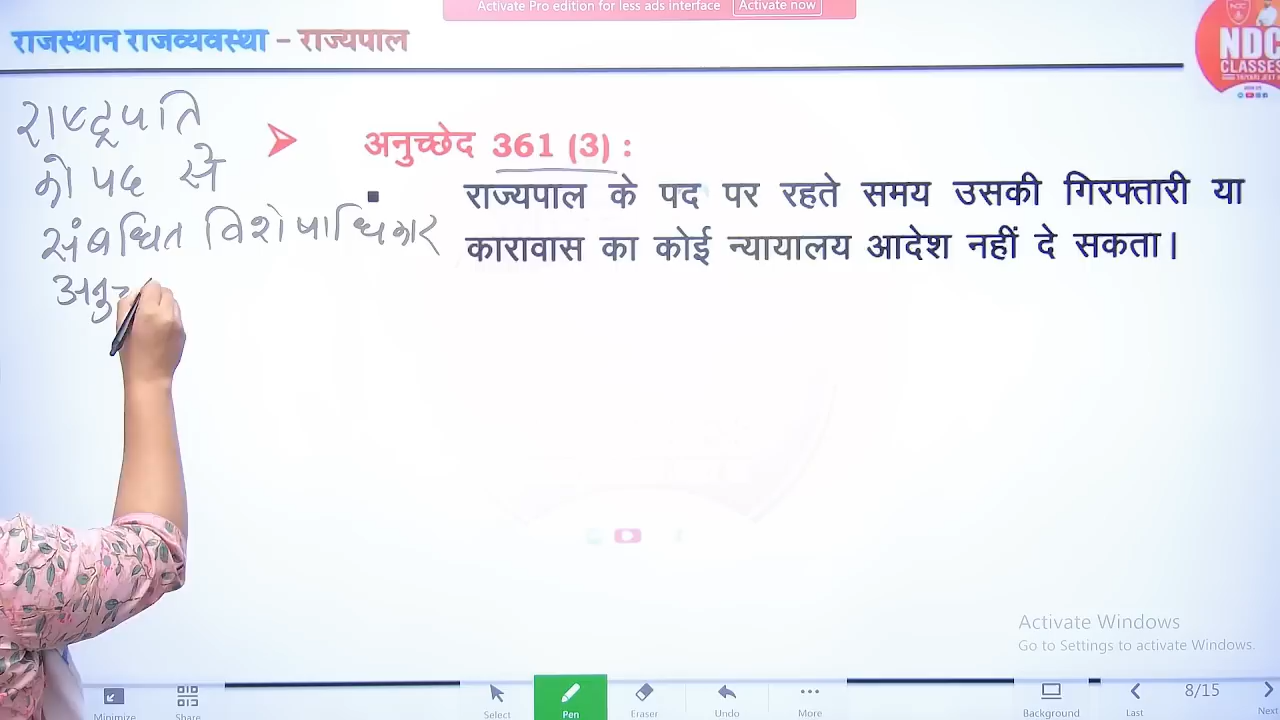 Activate Pro edition for less ads interface Activate now
राजस्थान राजव्यवस्था – राज्यपाल
NDC
CLASSES
राष्ट्रपति
को पद से
संबधित विशेषाधिकार
अनुच
अनुच्छेद 361 (3) :
राज्यपाल के पद पर रहते समय उसकी गिरफ्तारी या
कारावास का कोई न्यायालय आदेश नहीं दे सकता।
Activate Windows
Go to Settings to activate Windows.
Minimize Share Select Pen Eraser Undo More Background Last 8/15 Next